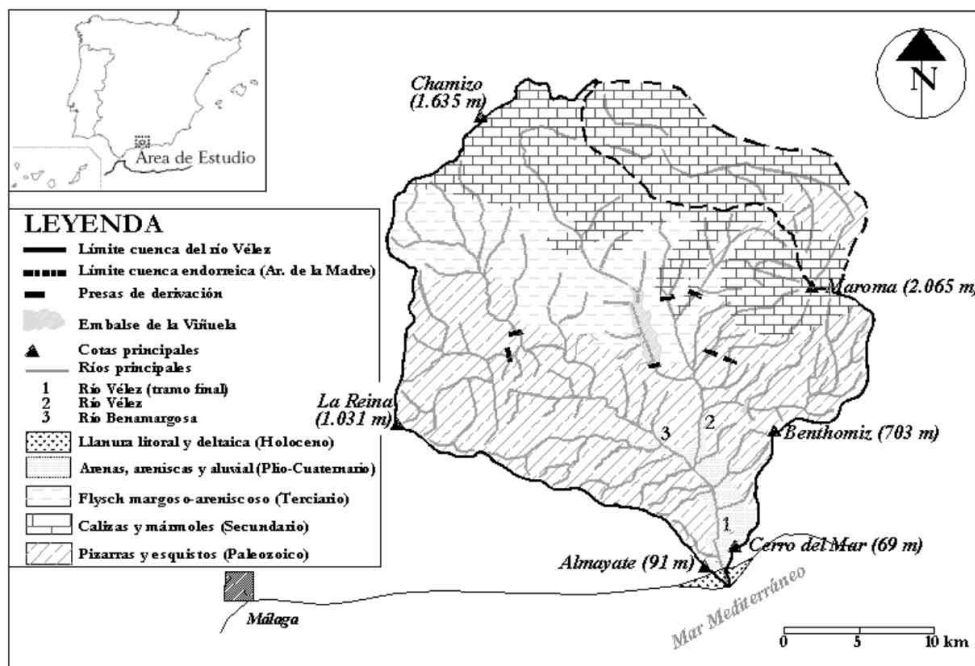 Área de Estudio
N
Chamizo
(1.635 m)
Maroma (2.065 m)
La Reina
(1.031 m)
Benthomiz (703 m)
Cerro del Mar (69 m)
Almayate (91 m)
Mar Mediterráneo
Málaga
1
2
3
LEYENDA
Límite cuenca del río Vélez
Límite cuenca endorreica (Ar. de la Madre)
Presas de derivación
Embalse de la Viñuela
Cotas principales
Ríos principales
1 Río Vélez (tramo final)
2 Río Vélez
3 Río Benamargosa
Llanura litoral y deltaica (Holoceno)
Arenas, areniscas y aluvial (Plio-Cuaternario)
Flysch margoso-areniscoso (Terciario)
Calizas y mármoles (Secundario)
Pizarras y esquistos (Paleozoico)
0 5 10 km